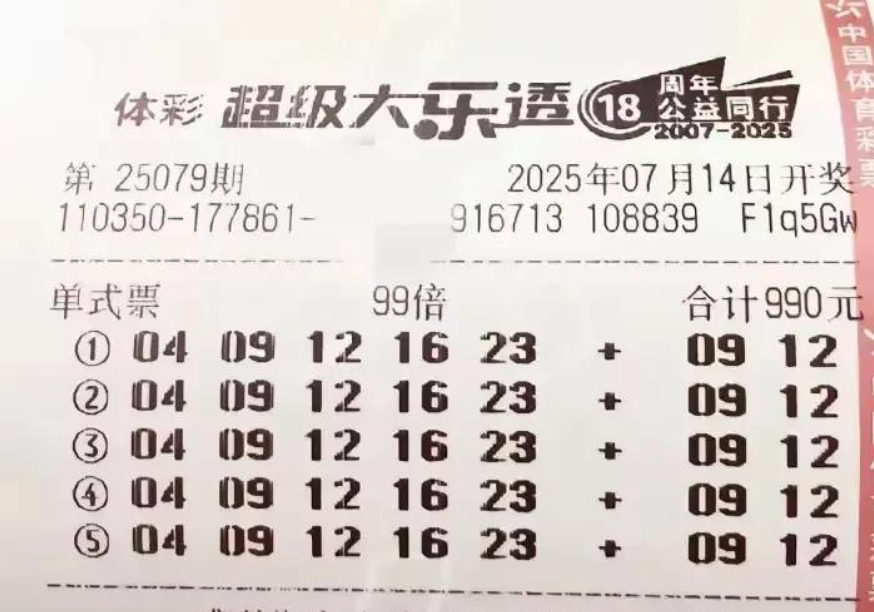 体彩 超级大乐透 18周年 公益同行 2007-2025
第 25079期 2025年07月14日开奖
110350-177861- 916713 108839 F1q5Gw
单式票 99倍 合计990元
① 04 09 12 16 23 + 09 12
② 04 09 12 16 23 + 09 12
③ 04 09 12 16 23 + 09 12
④ 04 09 12 16 23 + 09 12
⑤ 04 09 12 16 23 + 09 12
中国体育彩票